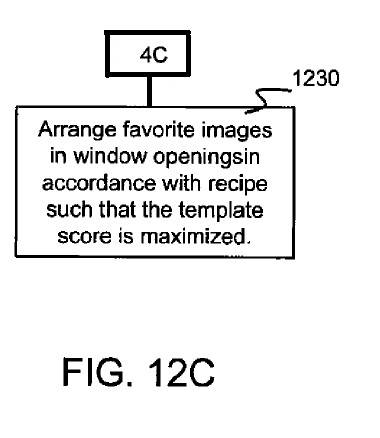 4C
1230
Arrange favorite images
in window openingsin
accordance with recipe
such that the template
score is maximized.
FIG. 12C